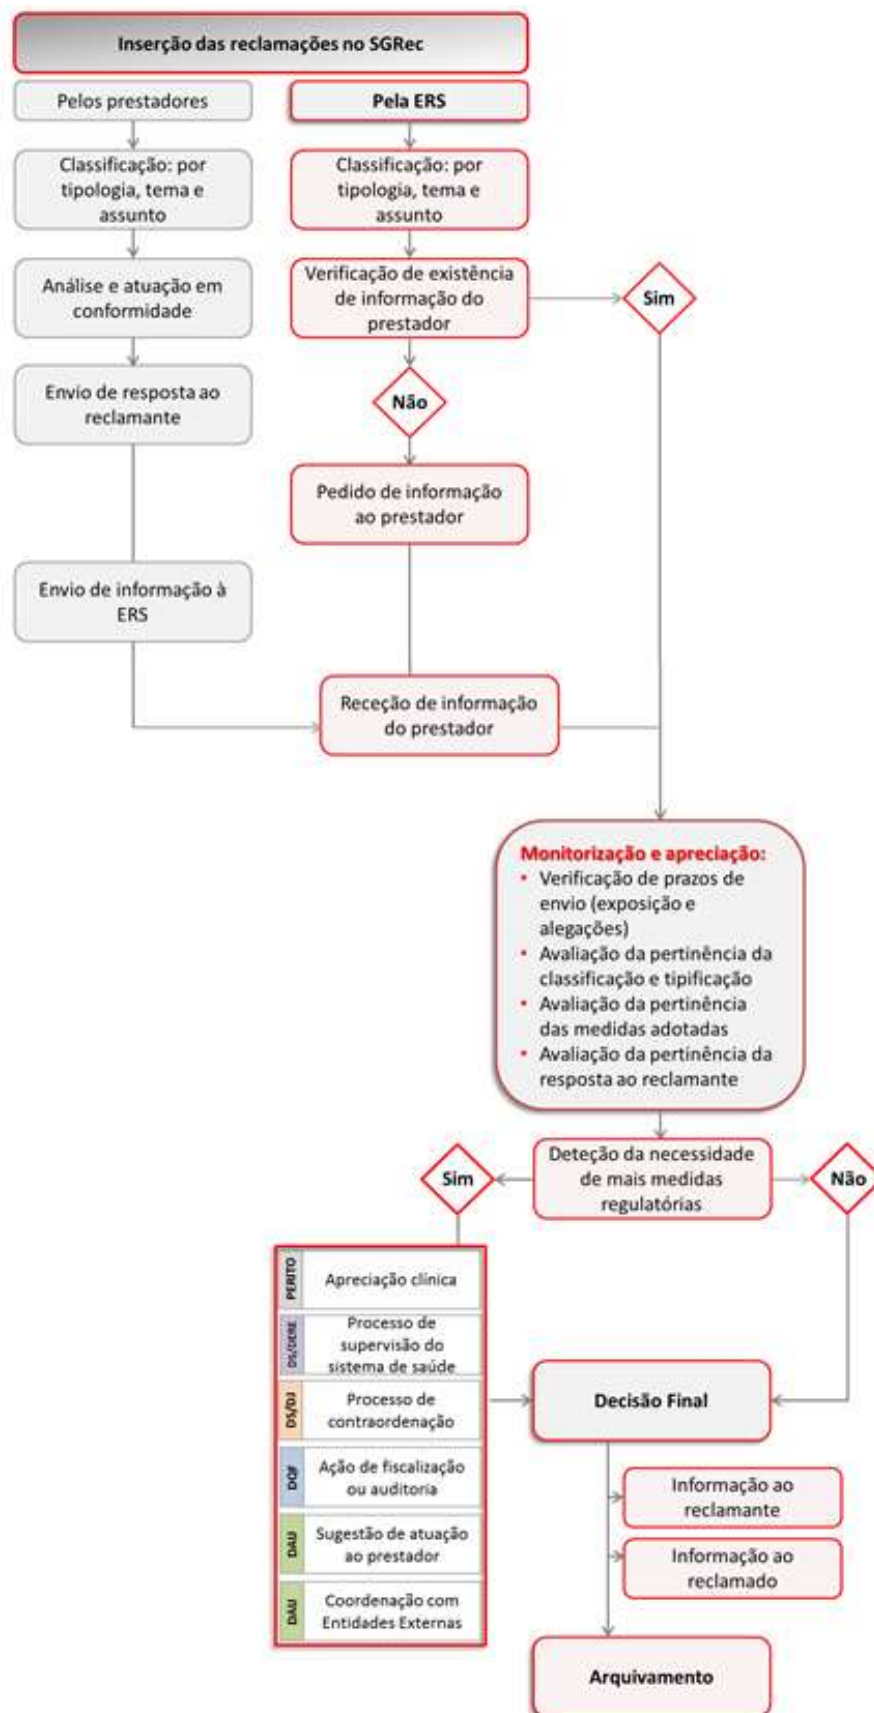 Inserção das reclamações no SGRec
Pelos prestadores
Pela ERS
Classificação: por
tipologia, tema e
assunto
Classificação: por
tipologia, tema e
assunto
Análise e atuação em
conformidade
Verificação de existência
de informação do
prestador
Sim
Envio de resposta ao
reclamante
Não
Pedido de informação
ao prestador
Envio de informação à
ERS
Receção de informação
do prestador
Monitorização e apreciação:
• Verificação de prazos de
envio (exposição e
alegações)
• Avaliação da pertinência da
classificação e tipificação
• Avaliação da pertinência
das medidas adotadas
• Avaliação da pertinência da
resposta ao reclamante
Sim
Deteção da necessidade
de mais medidas
regulatórias
Não
PERITO
Apreciação clínica
DS/DERE
Processo de
supervisão do
sistema de saúde
DS/DJ
Processo de
contraordenação
DQF
Ação de fiscalização
ou auditoria
DAU
Sugestão de atuação
ao prestador
DAU
Coordenação com
Entidades Externas
Decisão Final
Informação ao
reclamante
Informação ao
reclamado
Arquivamento